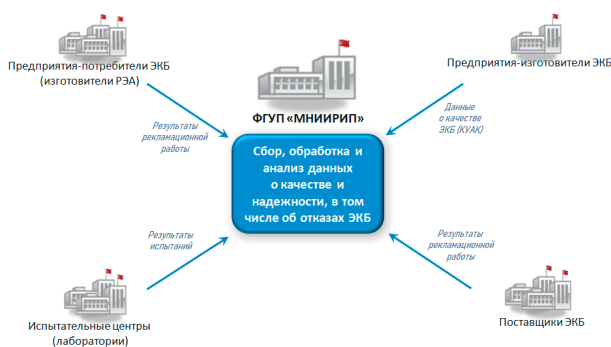 Предприятия-потребители ЭКБ
(изготовители РЭА)
Предприятия-изготовители ЭКБ
ФГУП «МНИИРИП»
Результаты
рекламационной
работы
Данные
о качестве
ЭКБ (КУАК)
Сбор, обработка и
анализ данных
о качестве и
надежности, в том
числе об отказах ЭКБ
Результаты
испытаний
Результаты
рекламационной
работы
Испытательные центры
(лаборатории)
Поставщики ЭКБ